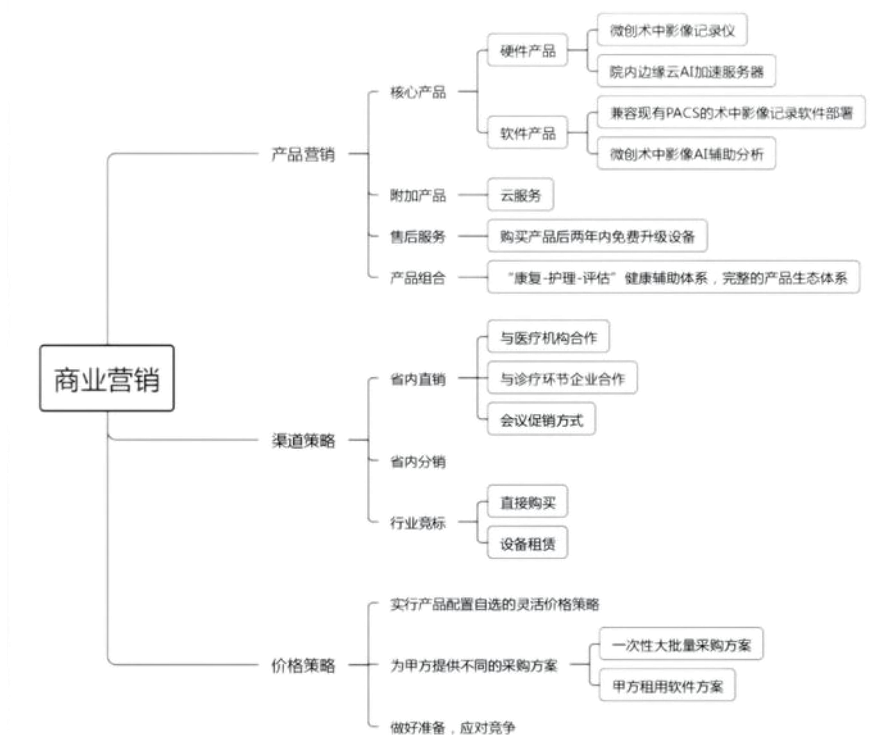 微创术中影像记录仪
硬件产品
院内边缘云AI加速服务器
核心产品
兼容现有PACS的术中影像记录软件部署
软件产品
微创术中影像AI辅助分析
产品营销
附加产品
云服务
售后服务
购买产品后两年内免费升级设备
产品组合
“康复-护理-评估”健康辅助体系，完整的产品生态体系
商业营销
与医疗机构合作
省内直销
与诊疗环节企业合作
会议促销方式
渠道策略
省内分销
直接购买
行业竞标
设备租赁
实行产品配置自选的灵活价格策略
一次性大批量采购方案
价格策略
为甲方提供不同的采购方案
甲方租用软件方案
做好准备，应对竞争